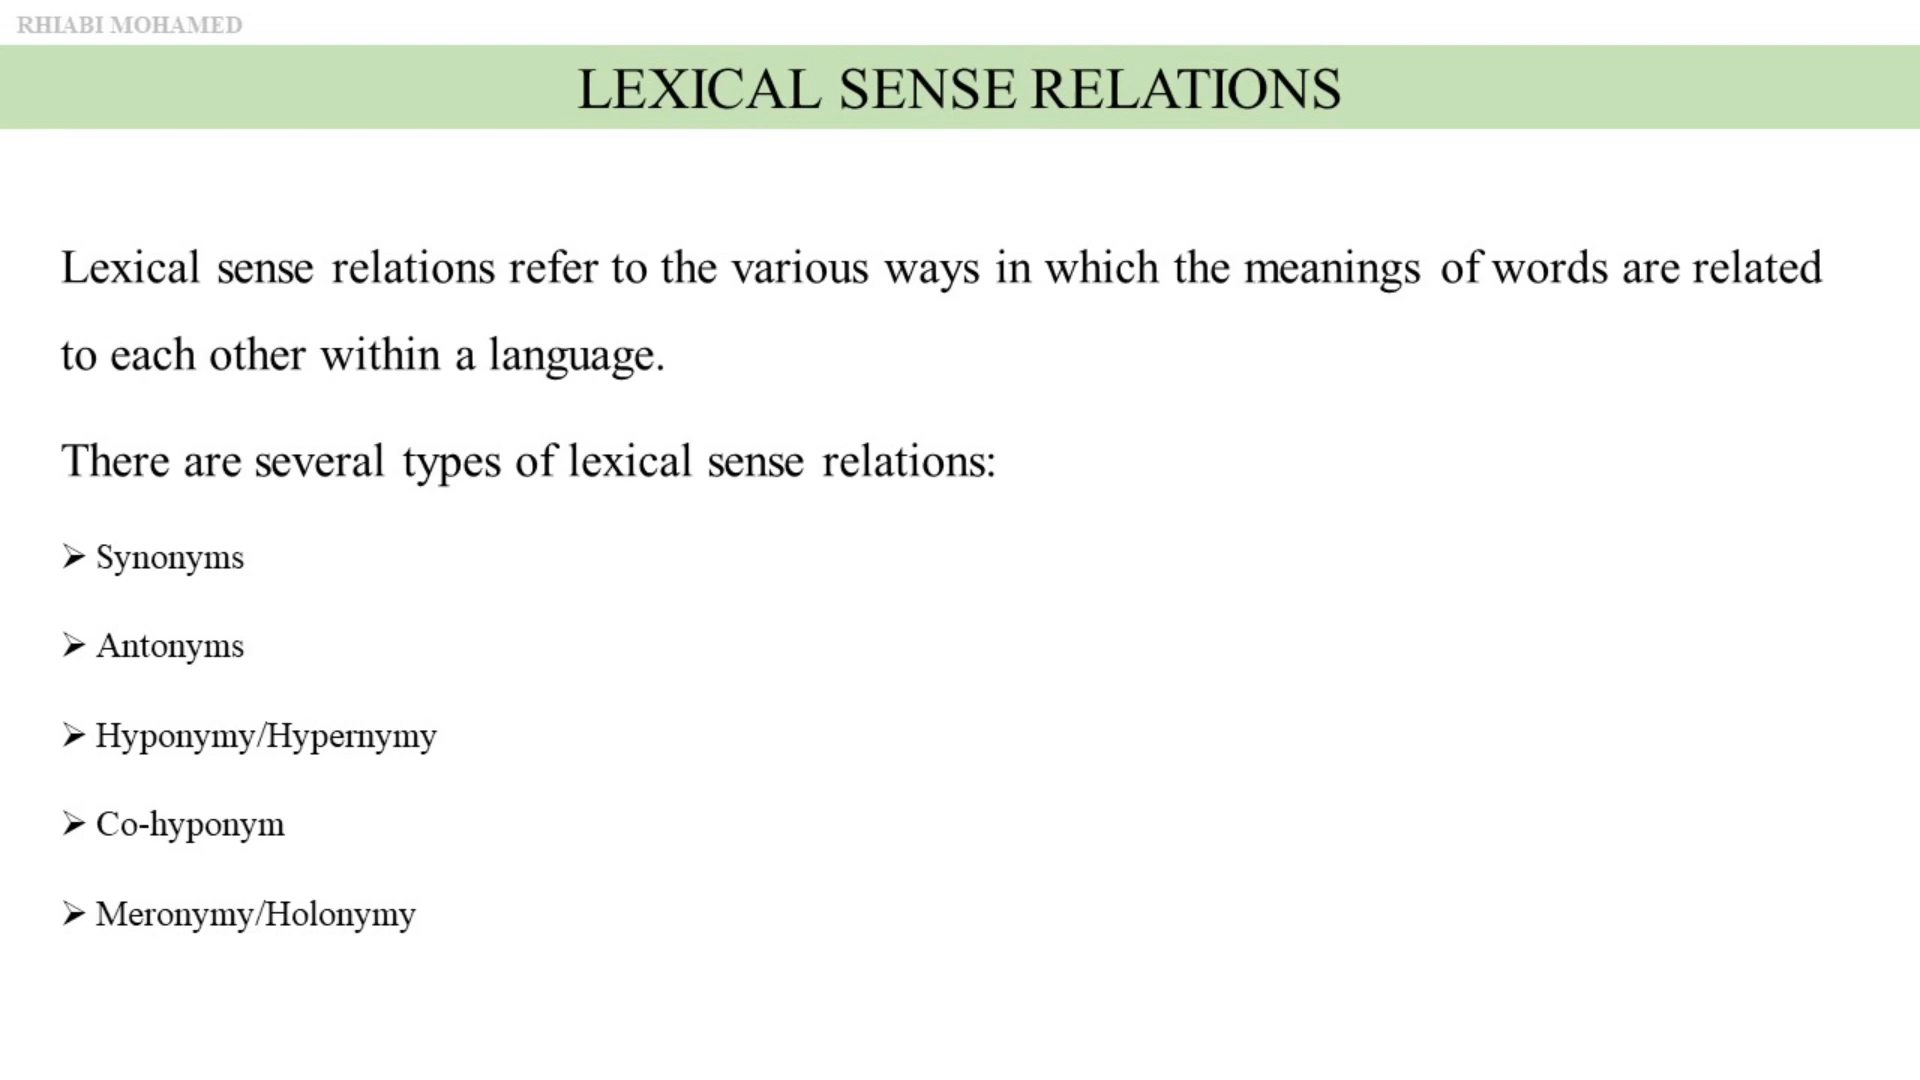 RHIABI MOHAMED
LEXICAL SENSE RELATIONS
Lexical sense relations refer to the various ways in which the meanings of words are related
to each other within a language.
There are several types of lexical sense relations:
➢ Synonyms
➢ Antonyms
➢ Hyponymy/Hypernymy
➢ Co-hyponym
➢ Meronymy/Holonymy